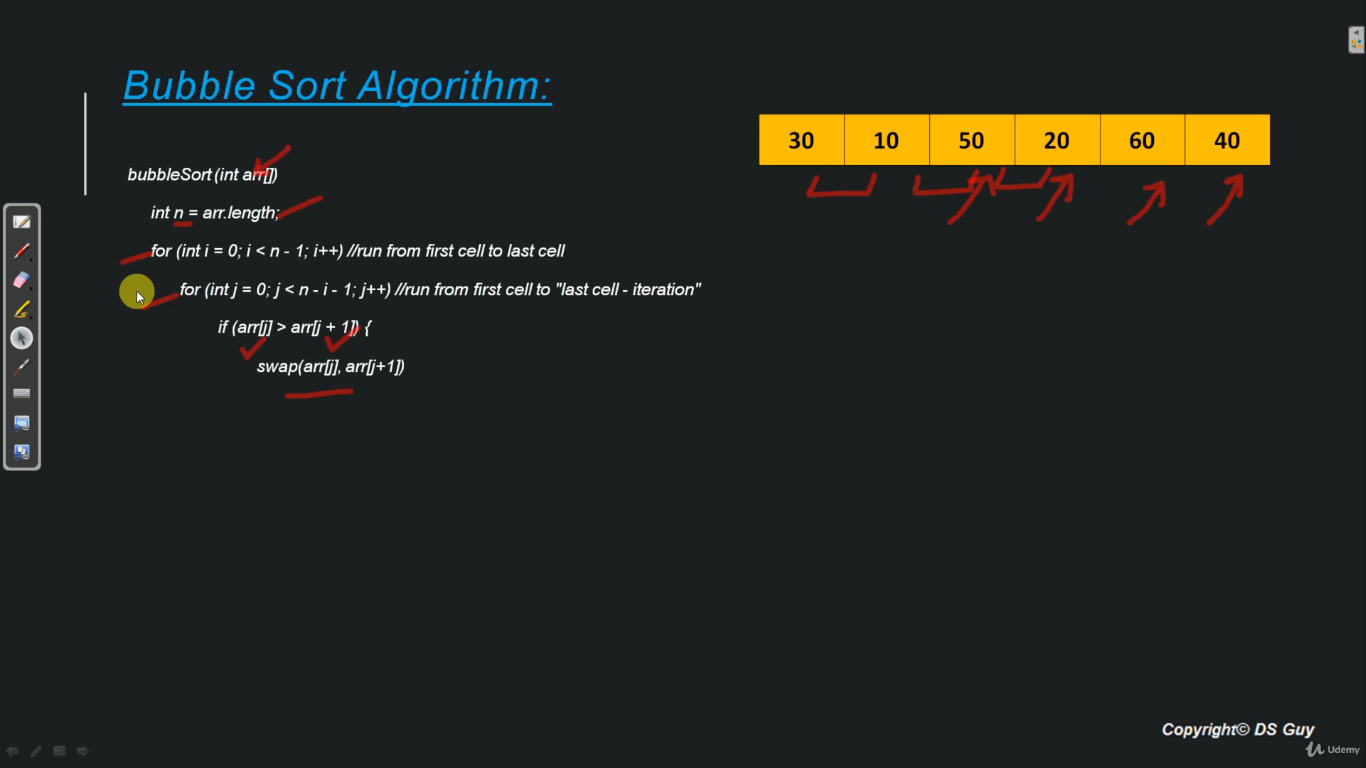 Bubble Sort Algorithm:
30 10 50 20 60 40
bubbleSort(int arr[])
int n = arr.length;
for (int i = 0; i < n - 1; i++) //run from first cell to last cell
for (int j = 0; j < n - i - 1; j++) //run from first cell to "last cell - iteration"
if (arr[j] > arr[j + 1]) {
swap(arr[j], arr[j+1])
Copyright© DS Guy
Udemy